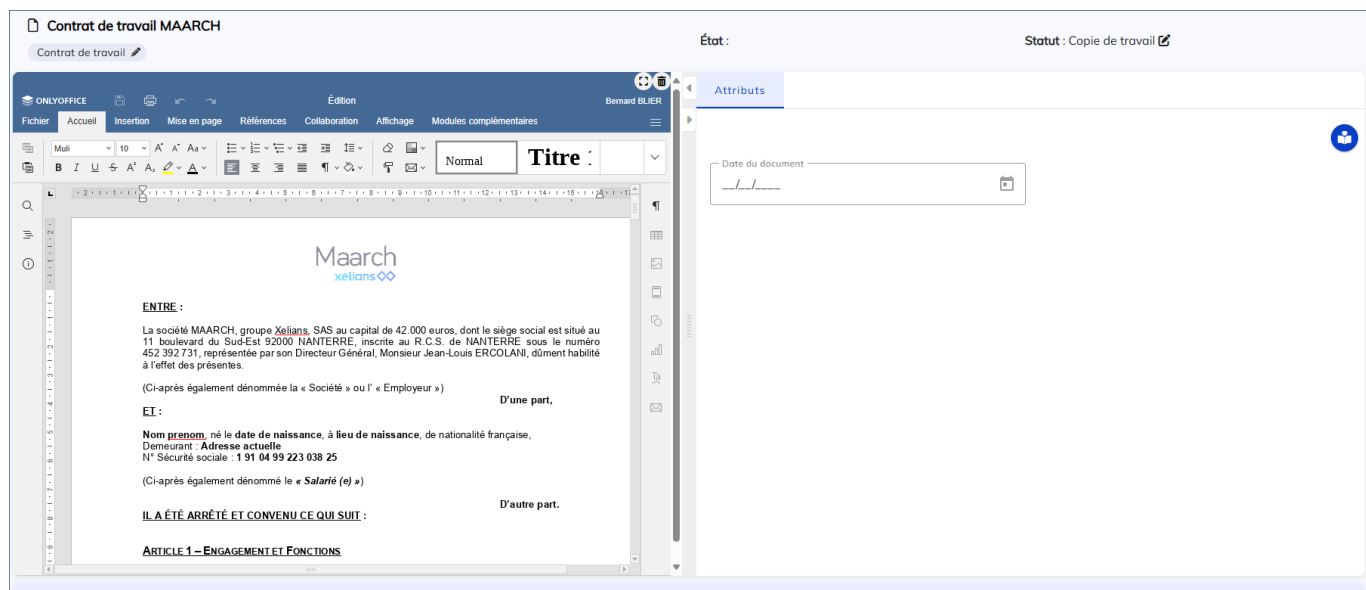 Contrat de travail MAARCH
Contrat de travail
État :
Statut : Copie de travail
ONLYOFFICE
Édition
Bernard BLIER
Fichier Accueil Insertion Mise en page Références Collaboration Affichage Modules complémentaires
Muli 10 Normal Titre
Maarch
xelians
ENTRE :
La société MAARCH, groupe Xelians, SAS au capital de 42.000 euros, dont le siège social est situé au
11 boulevard du Sud-Est 92000 NANTERRE, inscrite au R.C.S. de NANTERRE sous le numéro
452 392 731, représentée par son Directeur Général, Monsieur Jean-Louis ERCOLANI, dûment habilité
à l'effet des présentes.
(Ci-après également dénommée la « Société » ou l' « Employeur »)
D'une part,
ET :
Nom prenom, né le date de naissance, à lieu de naissance, de nationalité française,
Demeurant : Adresse actuelle
N° Sécurité sociale : 1 91 04 99 223 038 25
(Ci-après également dénommé le « Salarié (e) »)
D'autre part.
IL A ÉTÉ ARRÊTÉ ET CONVENU CE QUI SUIT :
ARTICLE 1 – ENGAGEMENT ET FONCTIONS
Attributs
Date du document
__/__/____